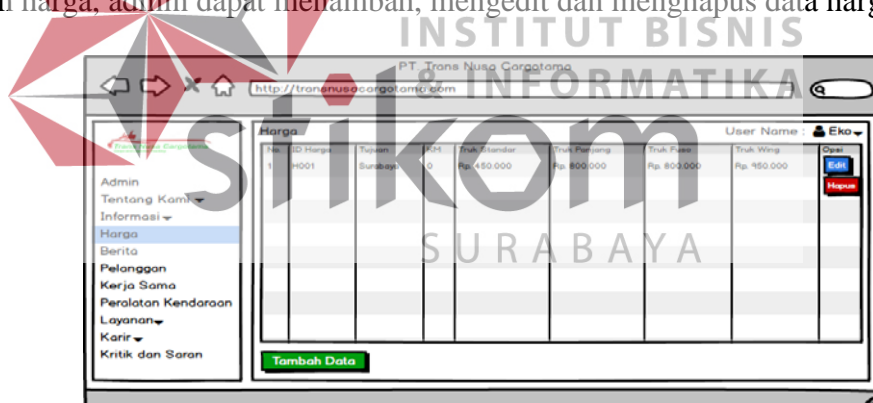 harga, admin dapat menambah, mengedit dan menghapus data harg
INSTITUT BISNIS
& INFORMATIKA
stikom
SURABAYA
PT. Trans Nusa Cargotama
http://transnusacargotama.com
Harga
User Name : Eko
No ID Harga Tujuan KM Truk Standar Truk Panjang Truk Fuso Truk Wing Opsi
1 H001 Surabaya 0 Rp. 450.000 Rp. 800.000 Rp. 800.000 Rp. 950.000 Edit
Hapus
Admin
Tentang Kami
Informasi
Harga
Berita
Pelanggan
Kerja Sama
Peralatan Kendaraan
Layanan
Karir
Kritik dan Saran
Tambah Data